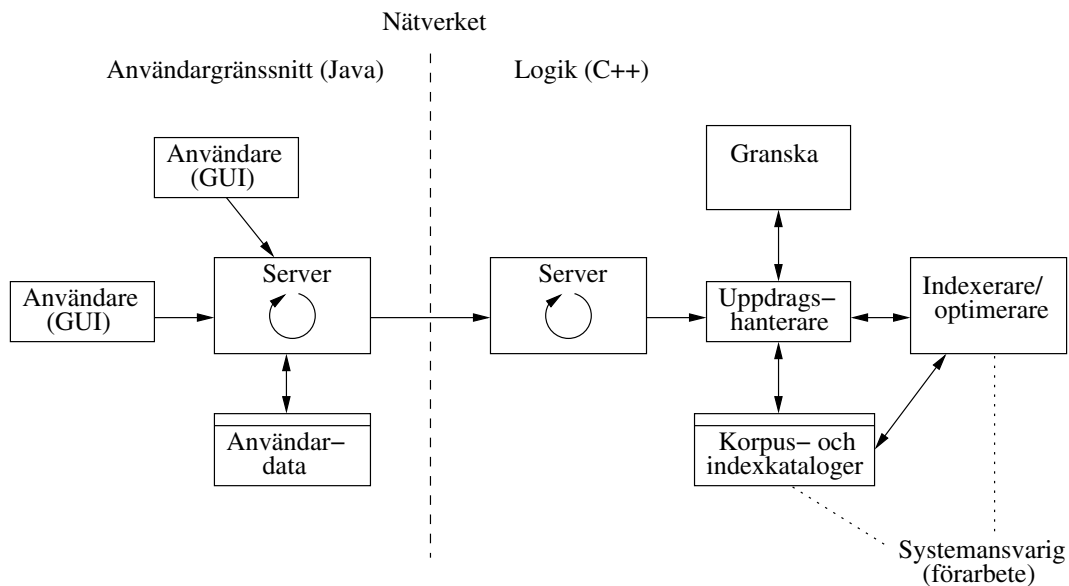 Nätverket
Användargränssnitt (Java)
Logik (C++)
Användare
(GUI)
Granska
Användare
(GUI)
Server
Server
Uppdrags–
hanterare
Indexerare/
optimerare
Användar–
data
Korpus– och
indexkataloger
Systemansvarig
(förarbete)